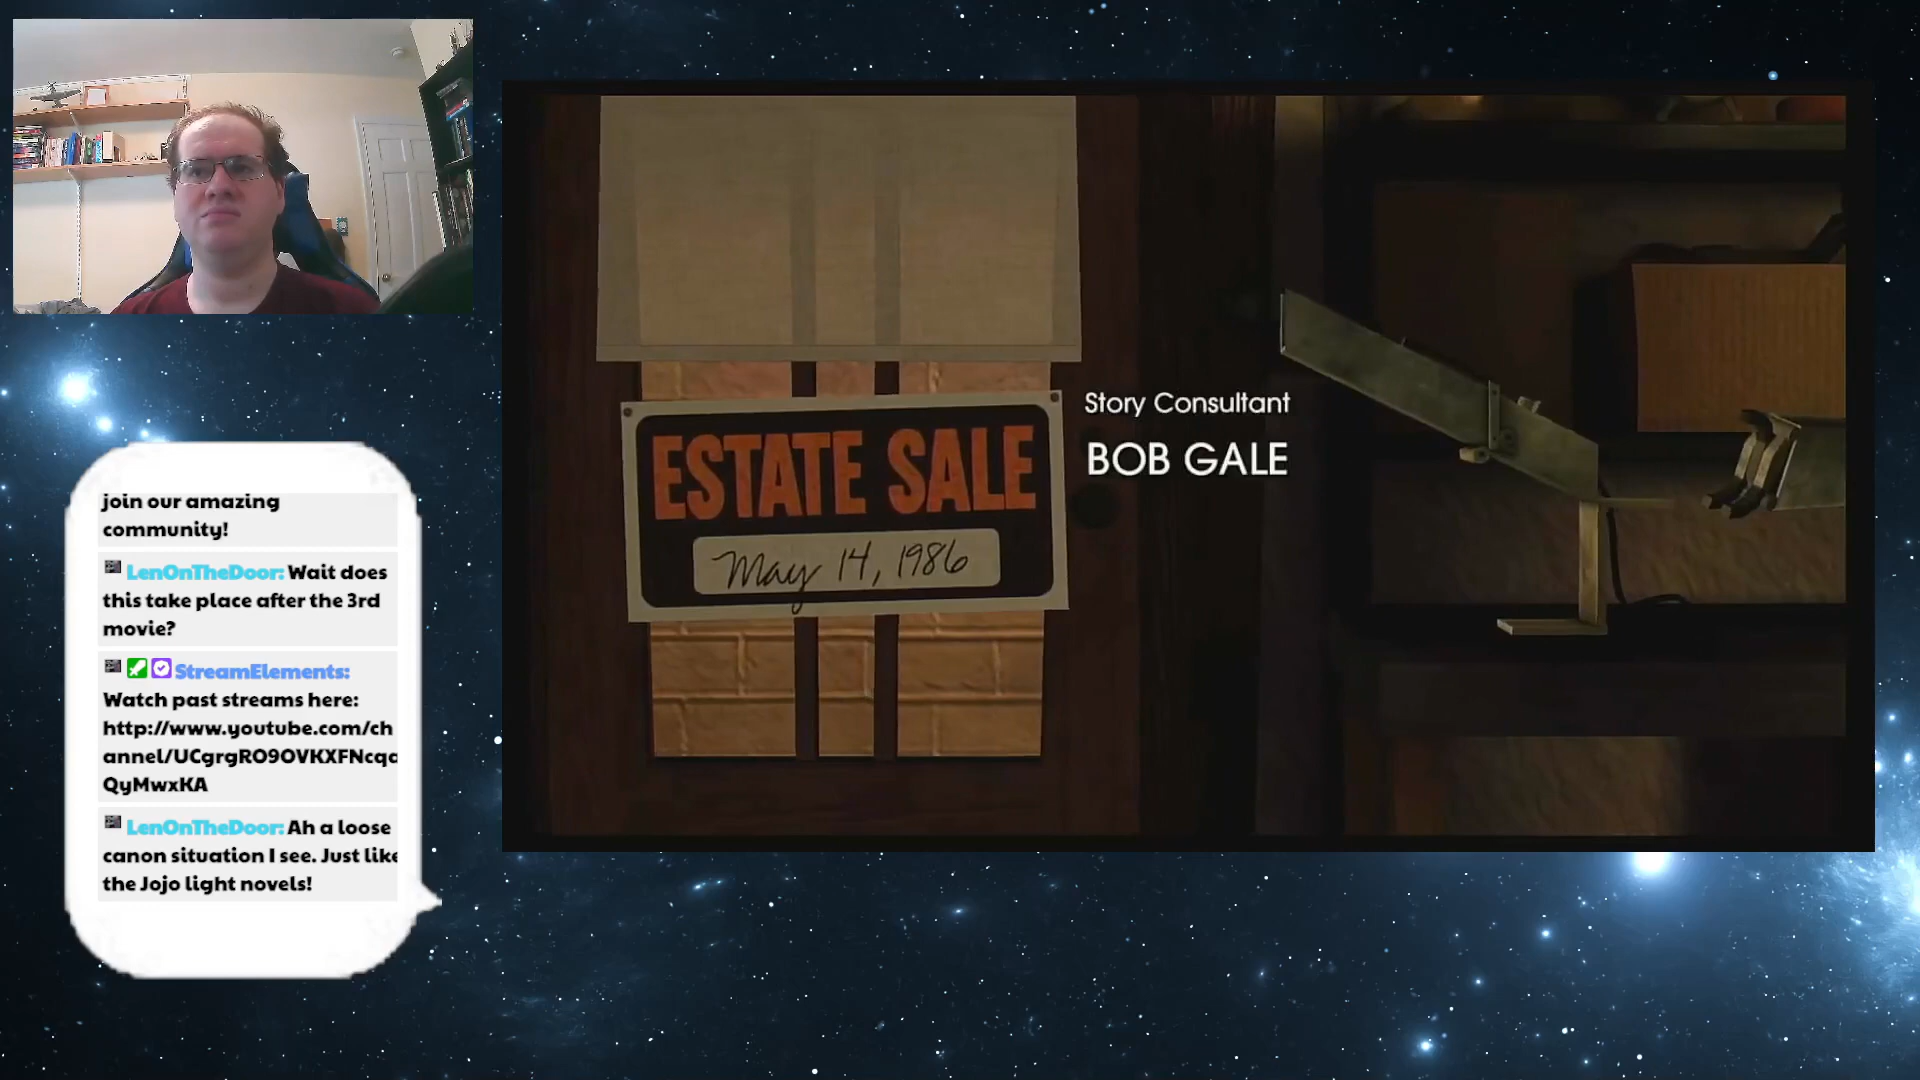 join our amazing
community!
LenOnTheDoor: Wait does
this take place after the 3rd
movie?
StreamElements:
Watch past streams here:
http://www.youtube.com/ch
annel/UCgrgRO9OVKXFNcqc
QyMwxKA
LenOnTheDoor: Ah a loose
canon situation I see. Just like
the Jojo light novels!
ESTATE SALE
May 14, 1986
Story Consultant
BOB GALE